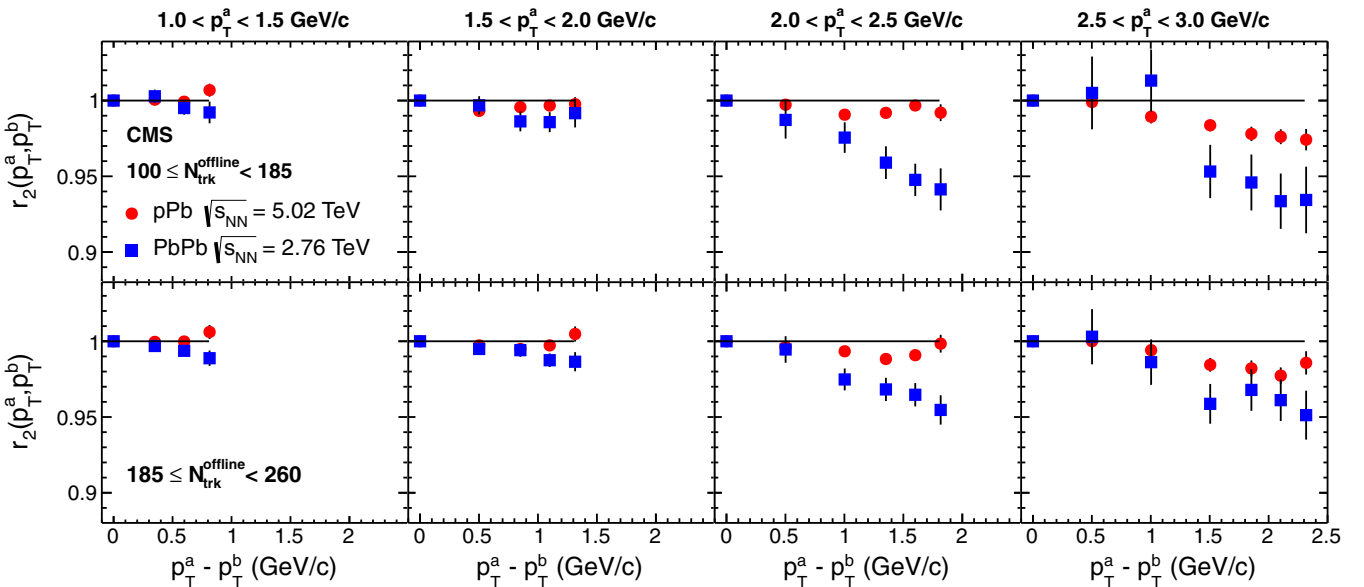 1.0 < p_T^a < 1.5 GeV/c 1.5 < p_T^a < 2.0 GeV/c 2.0 < p_T^a < 2.5 GeV/c 2.5 < p_T^a < 3.0 GeV/c
r_2(p_T^a,p_T^b)
1
0.95
0.9
CMS
100 ≤ N_trk^offline < 185
pPb √s_NN = 5.02 TeV
PbPb √s_NN = 2.76 TeV
r_2(p_T^a,p_T^b)
1
0.95
0.9
185 ≤ N_trk^offline < 260
0 0.5 1 1.5 2 0 0.5 1 1.5 2 0 0.5 1 1.5 2 0 0.5 1 1.5 2 2.5
p_T^a - p_T^b (GeV/c) p_T^a - p_T^b (GeV/c) p_T^a - p_T^b (GeV/c) p_T^a - p_T^b (GeV/c)